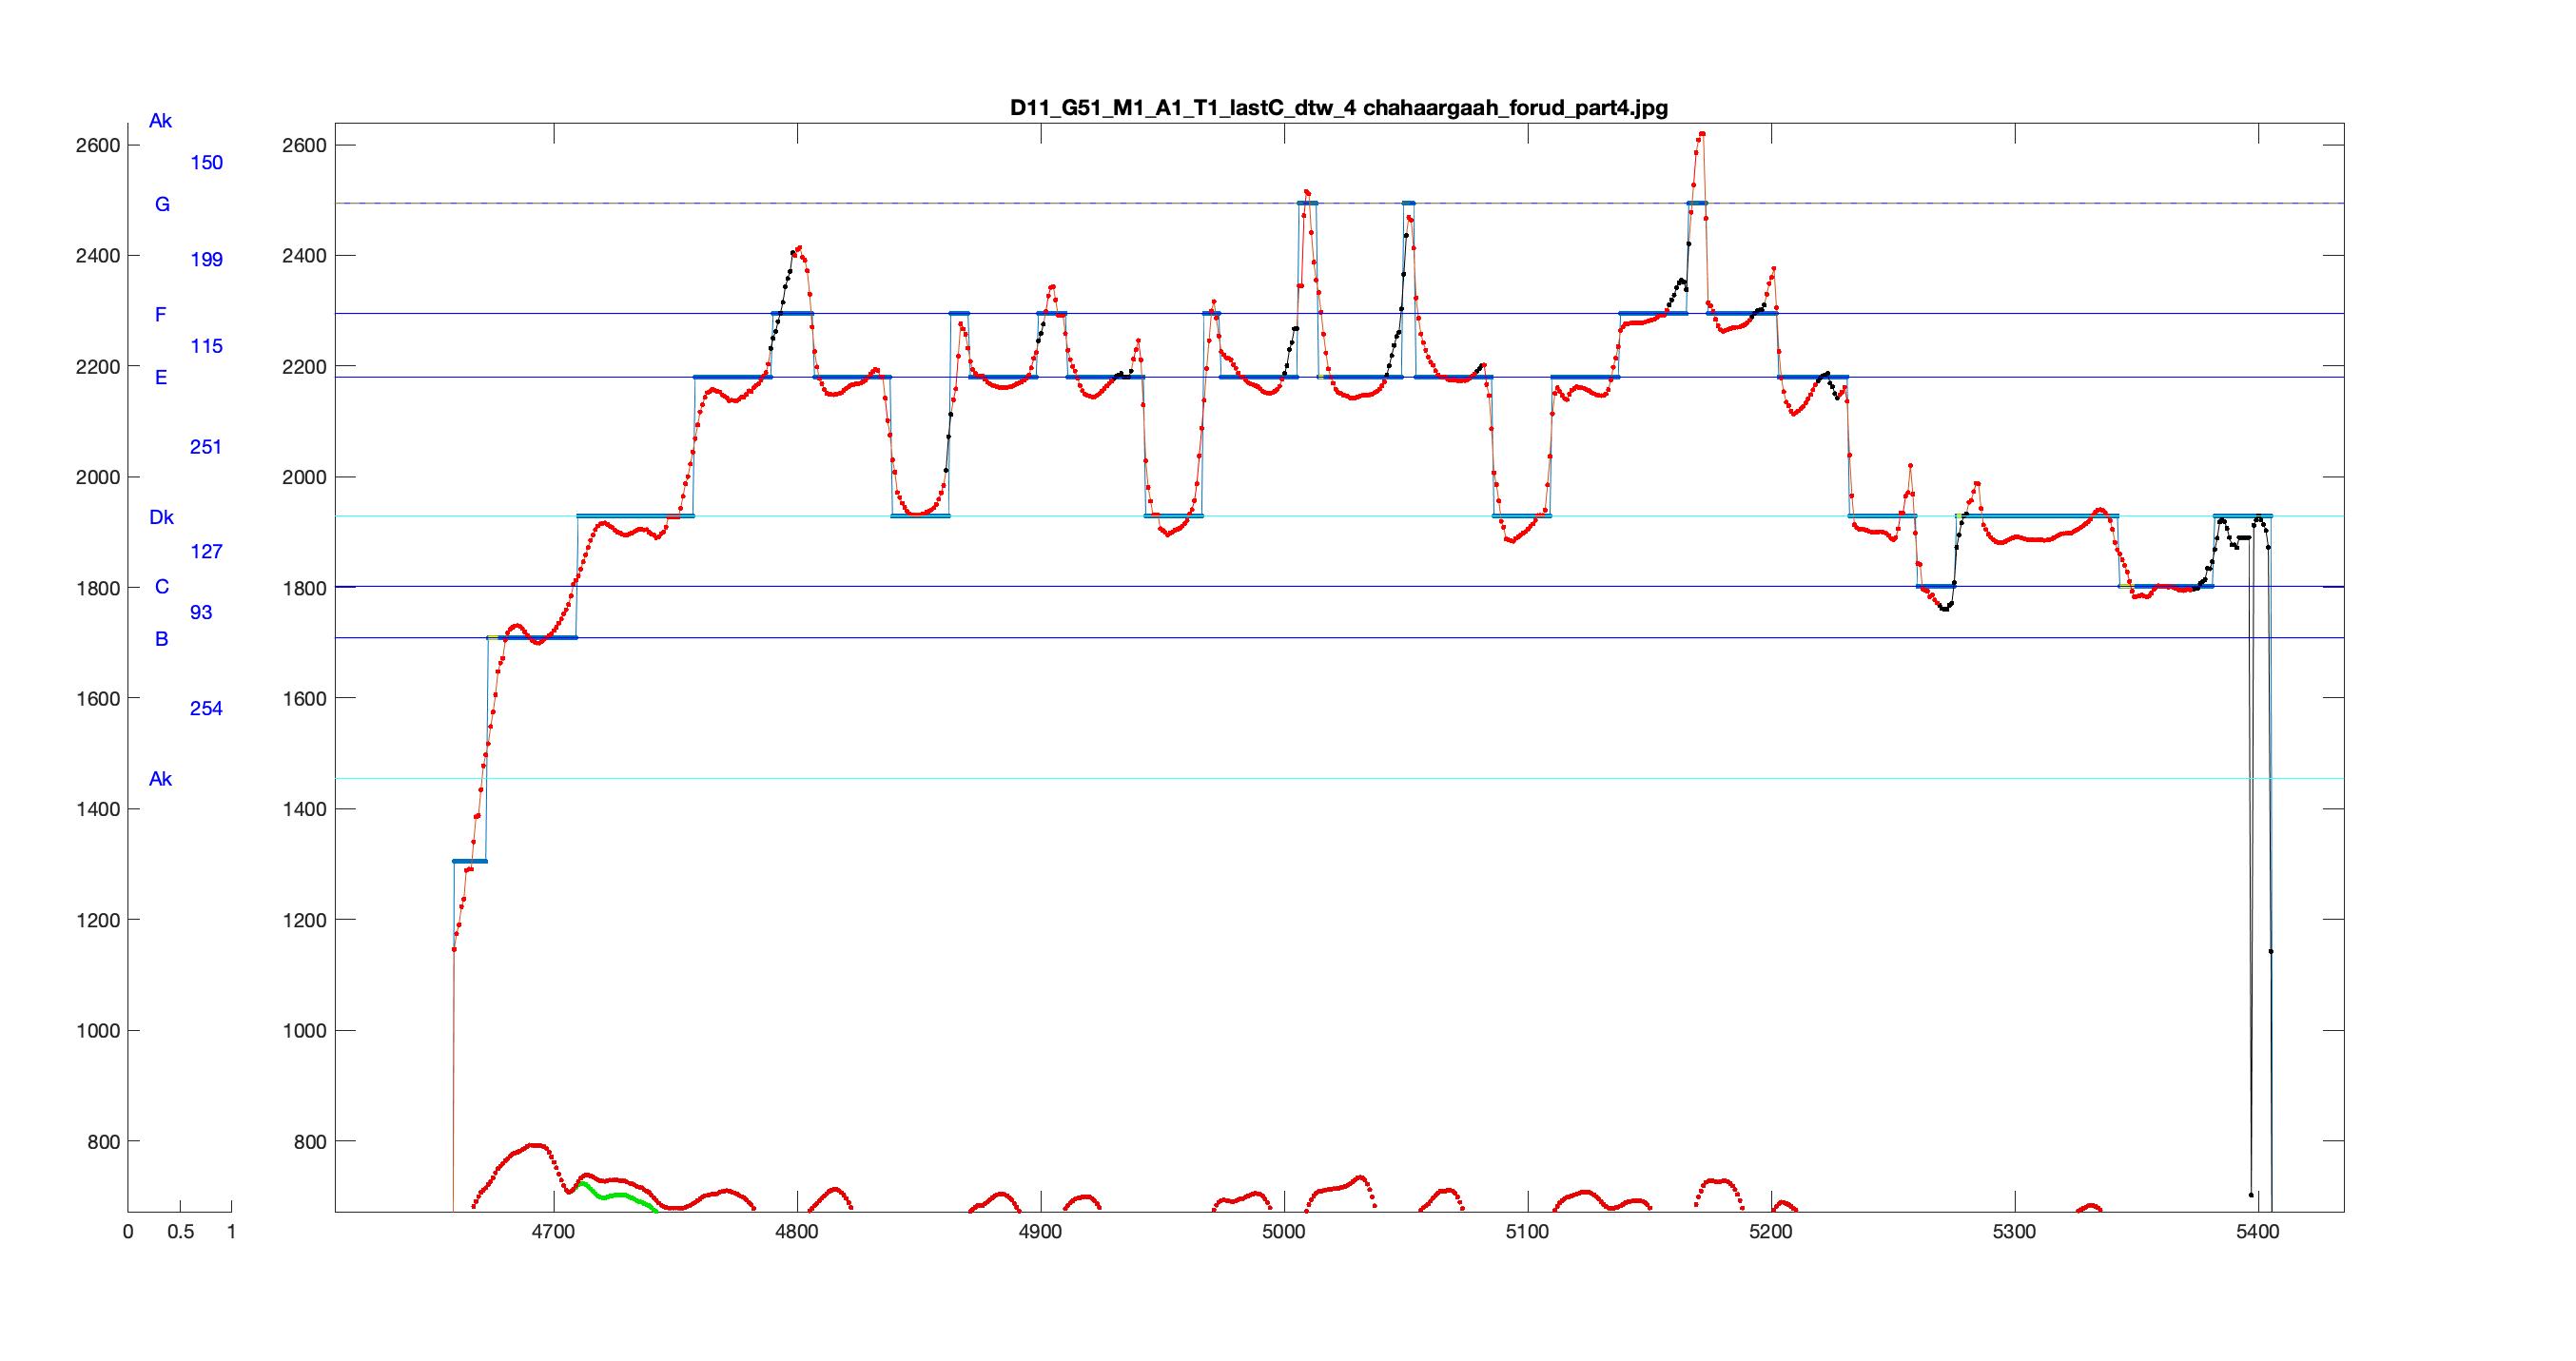 D11_G51_M1_A1_T1_lastC_dtw_4 chahaargaah_forud_part4.jpg
Ak
2600 2600
150
G
199
2400 2400
F
115
2200 2200
E
251
2000 2000
Dk
127
1800 C 1800
93
B
1600 1600
254
Ak
1400 1400
1200 1200
1000 1000
800 800
0 0.5 1 4700 4800 4900 5000 5100 5200 5300 5400